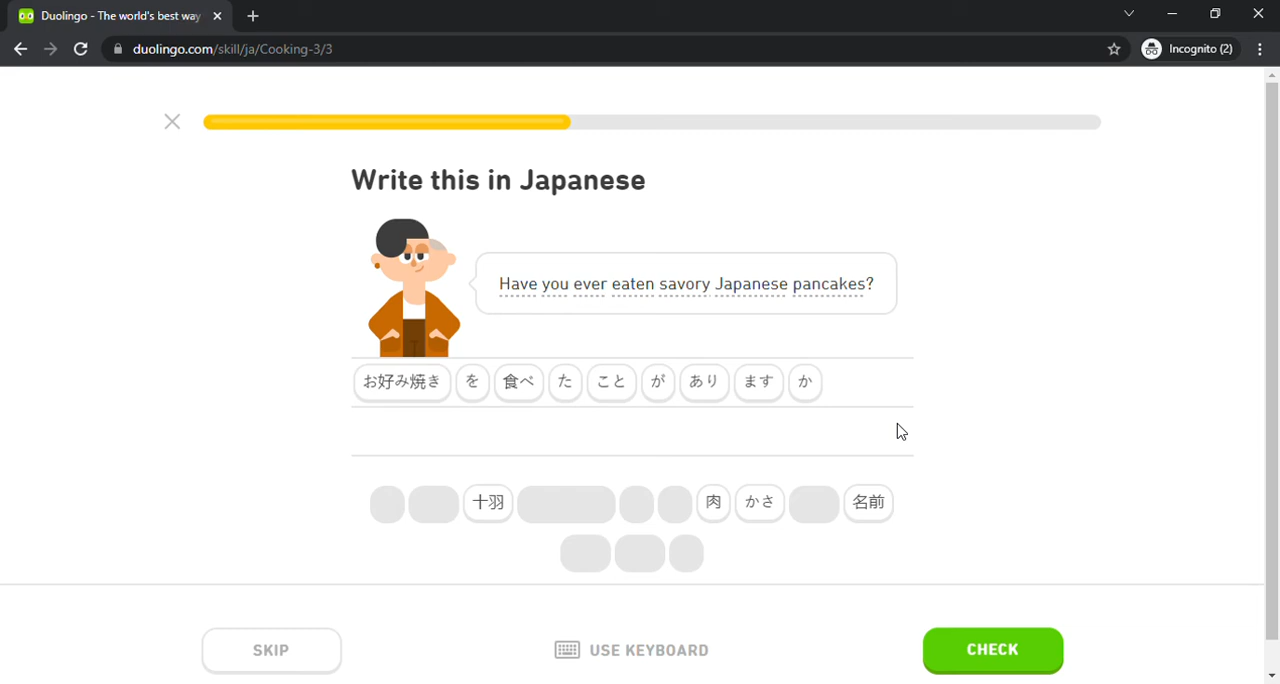 Duolingo - The world's best way
duolingo.com/skill/ja/Cooking-3/3
Incognito (2)
Write this in Japanese
Have you ever eaten savory Japanese pancakes?
お好み焼き を 食べ た こと が あり ます か
十羽 肉 かさ 名前
SKIP USE KEYBOARD CHECK